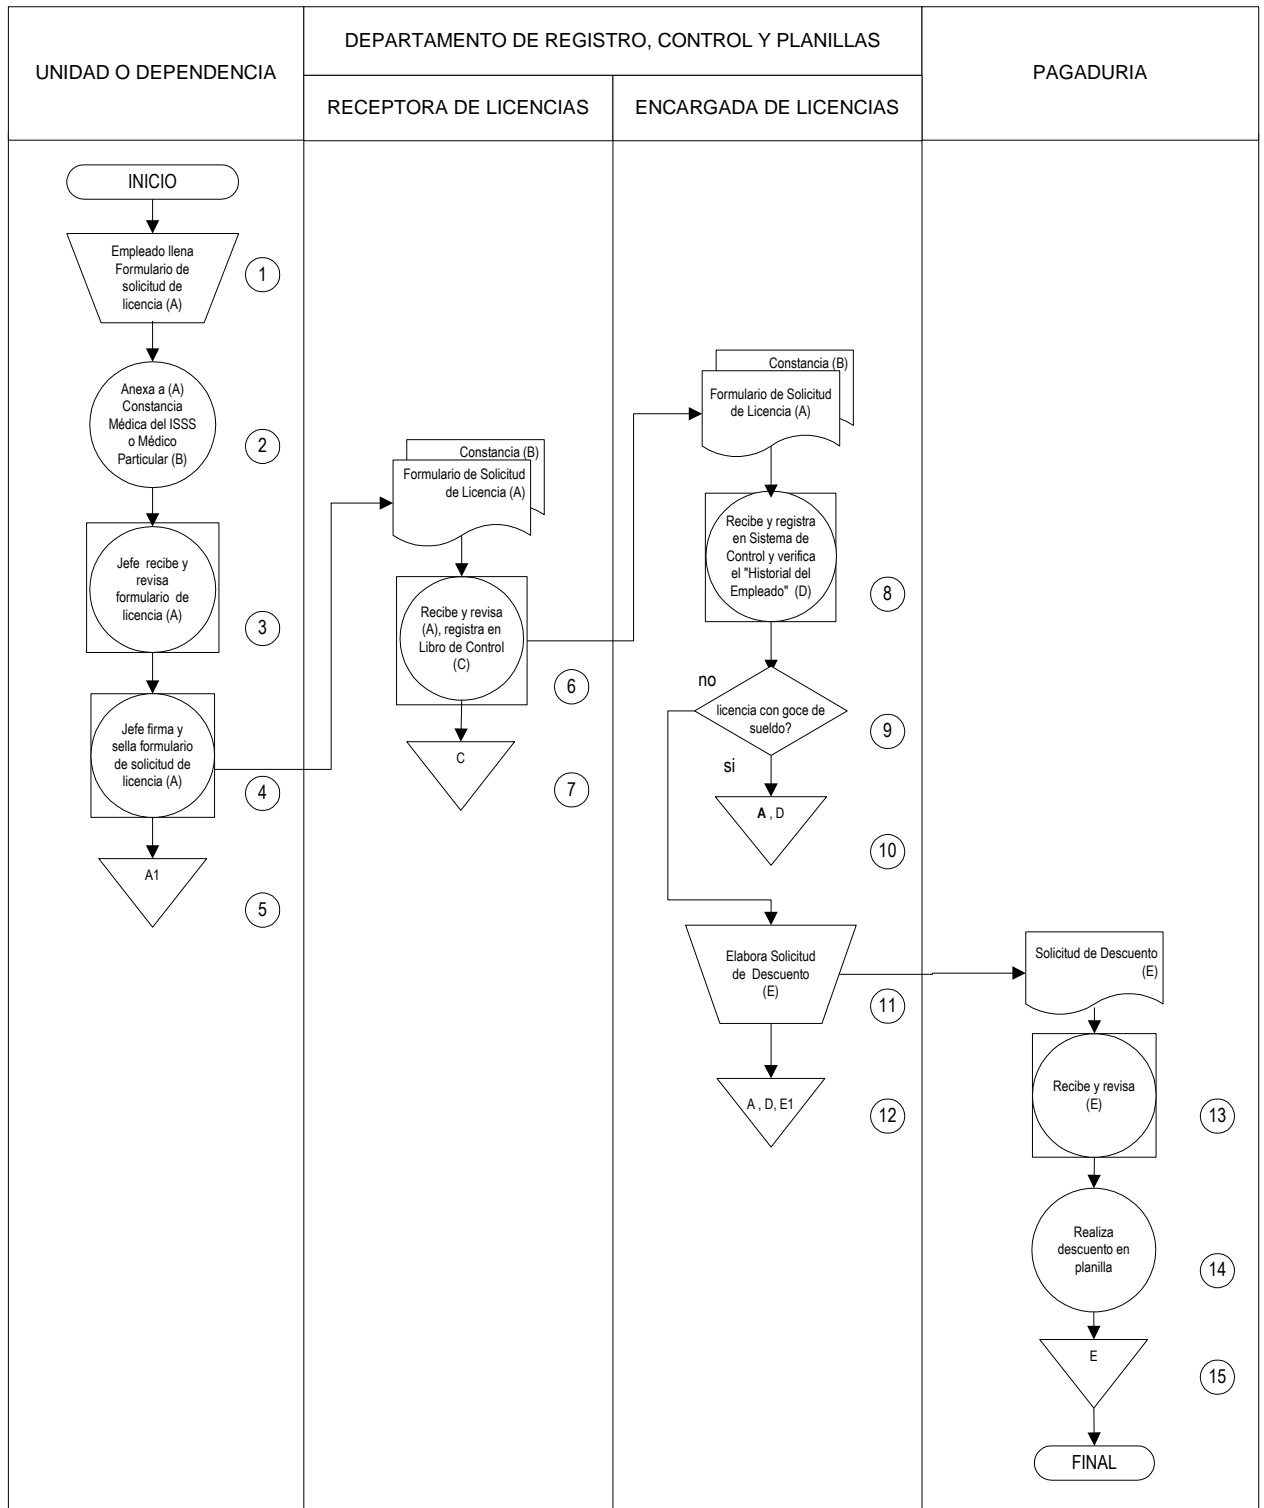 UNIDAD O DEPENDENCIA
DEPARTAMENTO DE REGISTRO, CONTROL Y PLANILLAS
RECEPTORA DE LICENCIAS
ENCARGADA DE LICENCIAS
PAGADURIA
INICIO
Empleado llena
Formulario de
solicitud de
licencia (A)
1
Anexa a (A)
Constancia
Médica del ISSS
o Médico
Particular (B)
2
Jefe recibe y
revisa
formulario de
licencia (A)
3
Jefe firma y
sella formulario
de solicitud de
licencia (A)
4
A1
5
Constancia (B)
Formulario de Solicitud
de Licencia (A)
Recibe y revisa
(A), registra en
Libro de Control
(C)
6
C
7
Constancia (B)
Formulario de Solicitud
de Licencia (A)
Recibe y registra
en Sistema de
Control y verifica
el "Historial del
Empleado" (D)
8
no
licencia con goce de
sueldo?
9
si
A , D
10
Elabora Solicitud
de Descuento
(E)
11
A , D, E1
12
Solicitud de Descuento
(E)
Recibe y revisa
(E)
13
Realiza
descuento en
planilla
14
E
15
FINAL